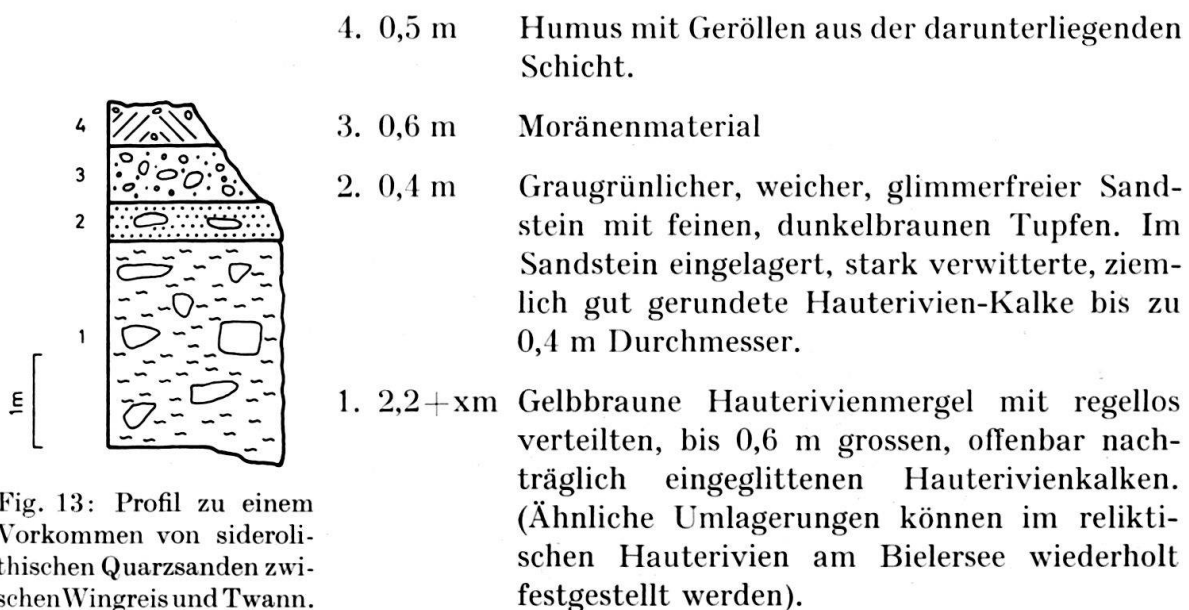 4. 0,5 m Humus mit Geröllen aus der darunterliegenden
Schicht.
3. 0,6 m Moränenmaterial
2. 0,4 m Graugrünlicher, weicher, glimmerfreier Sand-
stein mit feinen, dunkelbraunen Tupfen. Im
Sandstein eingelagert, stark verwitterte, ziem-
lich gut gerundete Hauterivien-Kalke bis zu
0,4 m Durchmesser.
1. 2,2+xm Gelbbraune Hauterivienmergel mit regellos
verteilten, bis 0,6 m grossen, offenbar nach-
träglich eingeglittenen Hauterivienkalken.
(Ähnliche Umlagerungen können im relikti-
schen Hauterivien am Bielersee wiederholt
festgestellt werden).
4
3
2
1
1m
Fig. 13: Profil zu einem
Vorkommen von sideroli-
thischen Quarzsanden zwi-
schen Wingreis und Twann.